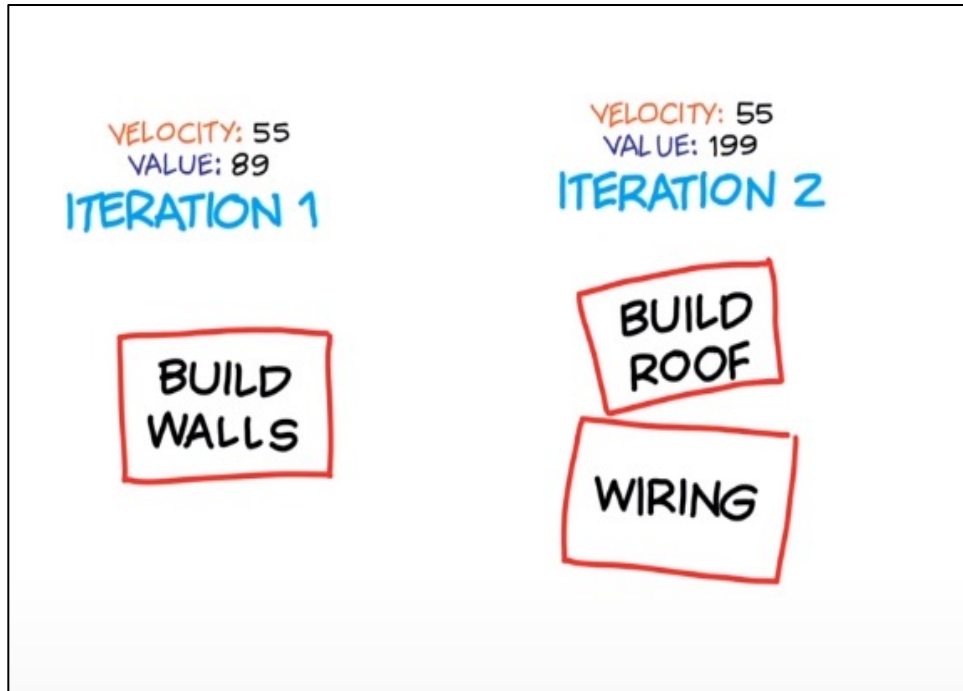 VELOCITY: 55
VALUE: 89
ITERATION 1
BUILD
WALLS
VELOCITY: 55
VALUE: 199
ITERATION 2
BUILD
ROOF
WIRING